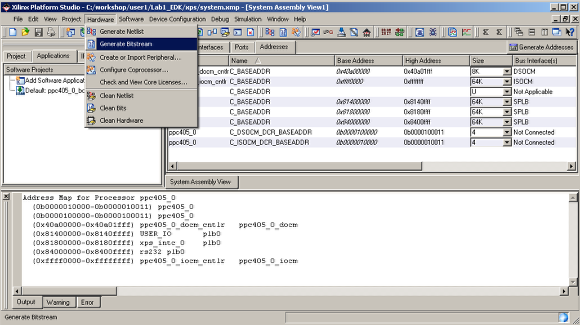 Xilinx Platform Studio - C:/workshop/user1/Lab1_EDK/xps/system.xmp - [System Assembly View1]
File Edit View Project Hardware Software Device Configuration Debug Simulation Window Help
Generate Netlist
Generate Bitstream
Create or Import Peripheral...
Configure Coprocessor...
Check and View Core Licenses...
Clean Netlist
Clean Bits
Clean Hardware
Project Applications
Software Projects
Add Software Applicat
Default: ppc405_0_bo
nterfaces Ports Addresses
Generate Addresses
Name Base Address High Address Size Bus Interface(s)
docm_cntlr C_BASEADDR 0x40a00000 0x40a01fff 8K DSOCM
cntlr C_BASEADDR 0xffff0000 0xffffffff 64K ISOCM
C_BASEADDR U Not Applicable
C_BASEADDR 0x81400000 0x8140ffff 64K SPLB
C_BASEADDR 0x81800000 0x8180ffff 64K SPLB
C_BASEADDR 0x84000000 0x8400ffff 64K SPLB
ppc405_0 C_DSOCM_DCR_BASEADDR 0b0000100000 0b0000100011 4 Not Connected
ppc405_0 C_ISOCM_DCR_BASEADDR 0b0000010000 0b0000010011 4 Not Connected
System Assembly View
Address Map for Processor ppc405_0
(0b0000010000-0b0000010011) ppc405_0
(0b0000100000-0b0000100011) ppc405_0
(0x40a00000-0x40a01fff) ppc405_0_docm_cntlr ppc405_0_docm
(0x81400000-0x8140ffff) USER_IO plb0
(0x81800000-0x8180ffff) xps_intc_0 plb0
(0x84000000-0x8400ffff) rs232 plb0
(0xffff0000-0xffffffff) ppc405_0_iocm_cntlr ppc405_0_iocm
Output Warning Error
Generate Bitstream